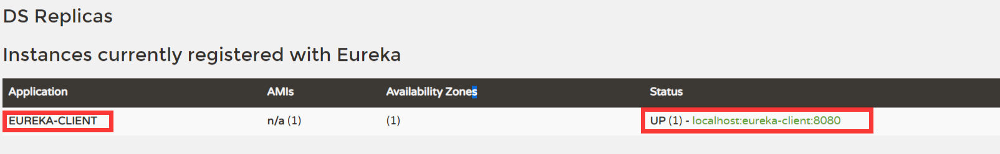 DS Replicas
Instances currently registered with Eureka
Application AMIs Availability Zones Status
EUREKA-CLIENT n/a (1) (1) UP (1) - localhost:eureka-client:8080